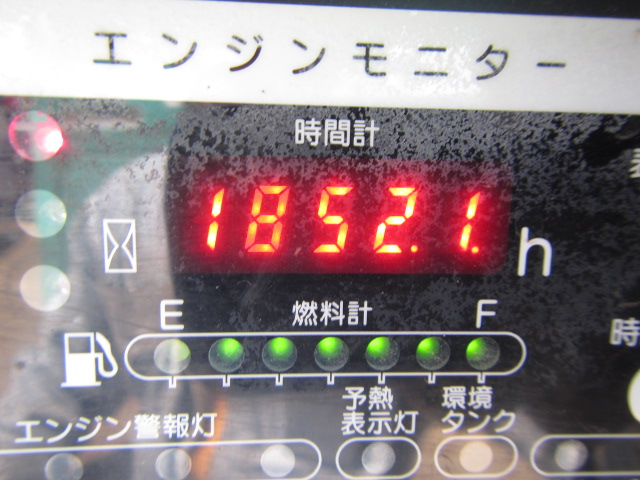 エンジンモニター
時間計
1852.1.
h
E 燃料計 F
時
予熱 環境
エンジン警報灯 表示灯 タンク